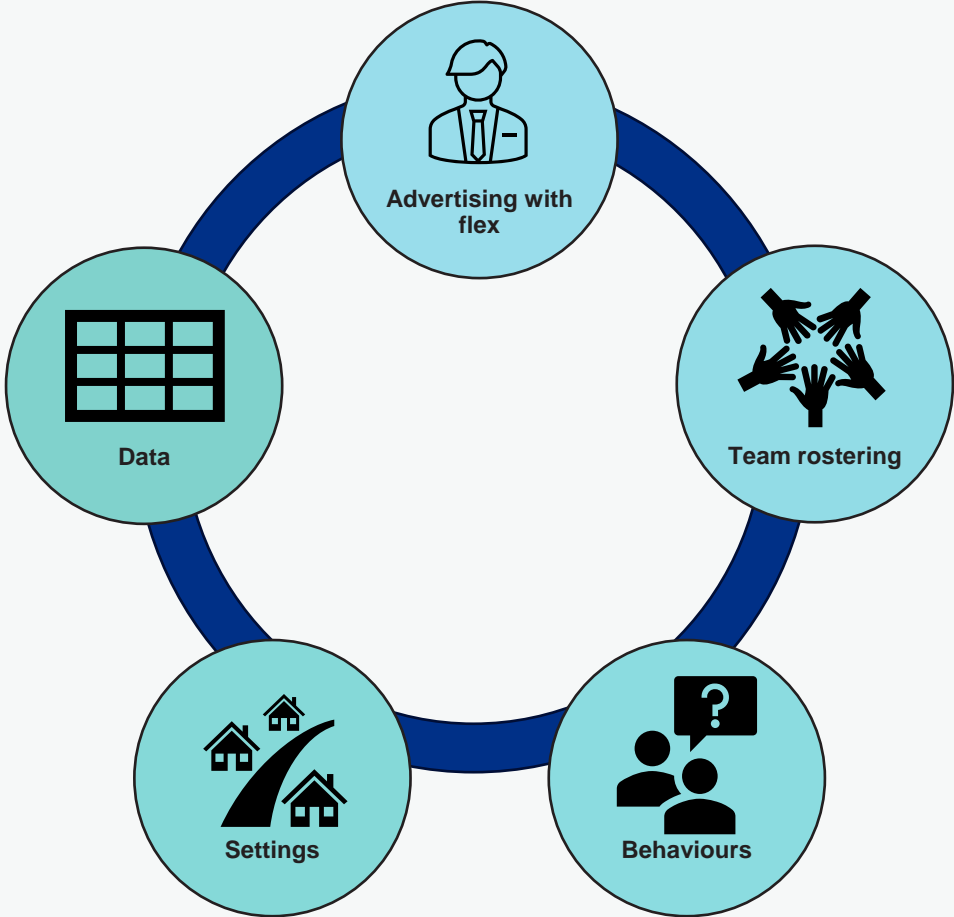 Advertising with
flex
Team rostering
Behaviours
Settings
Data
?